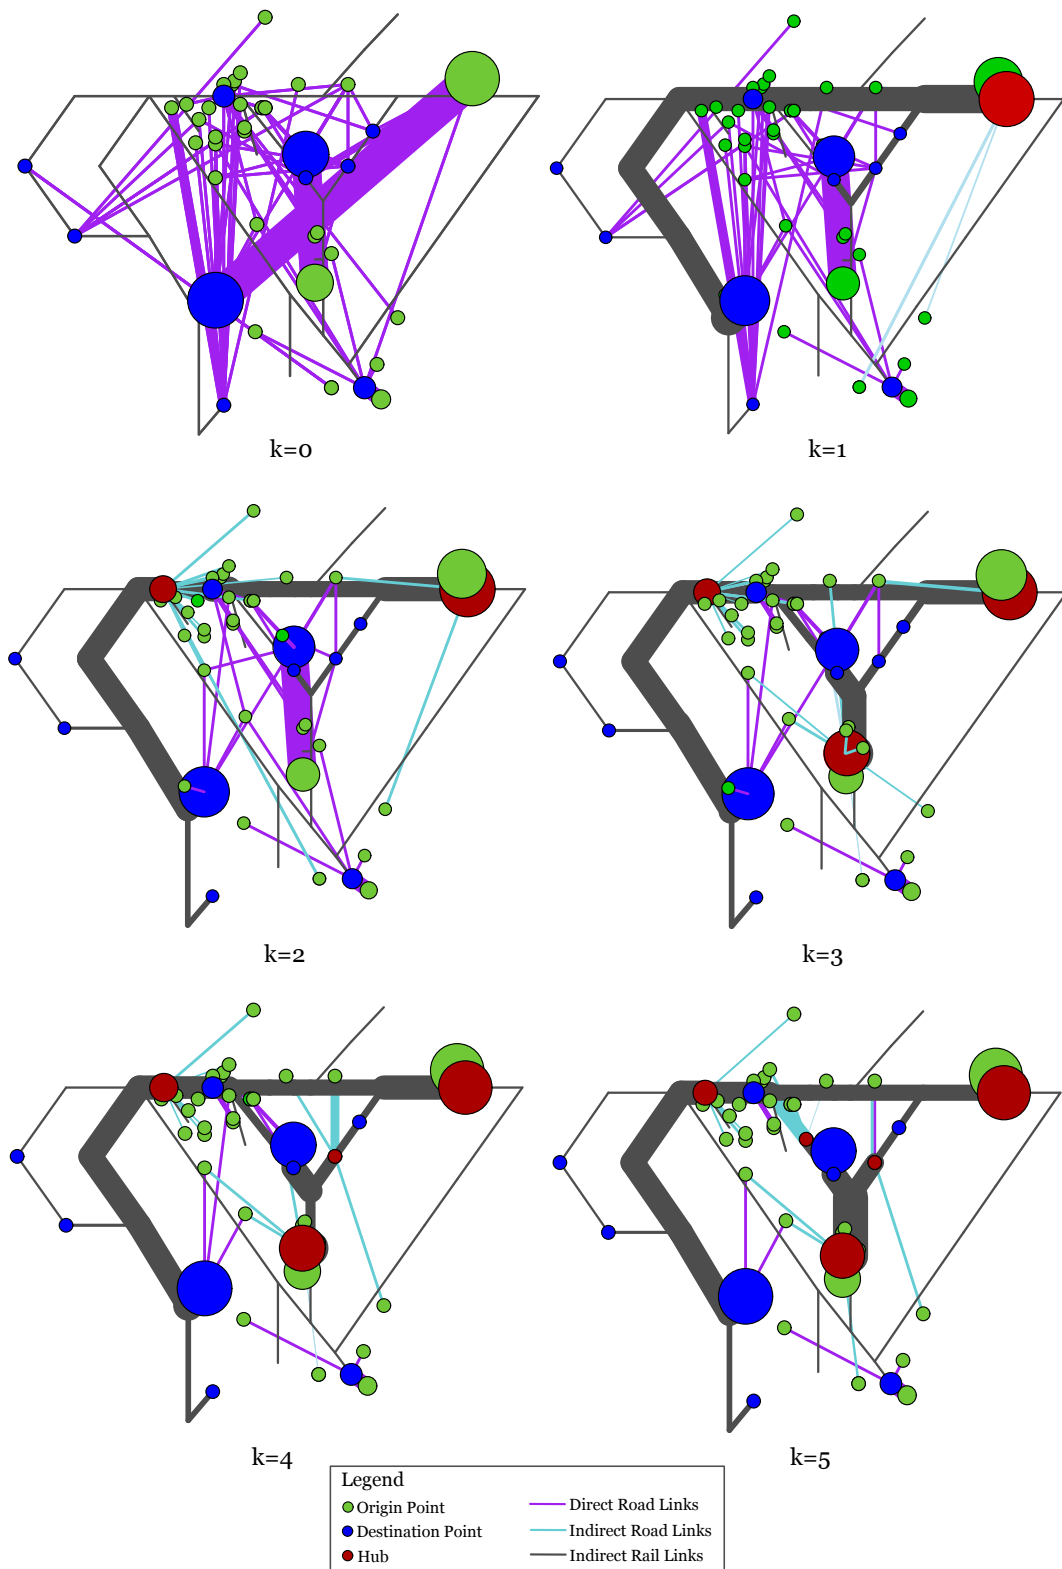 k=0
k=1
k=2
k=3
k=4
k=5
Legend
Origin Point
Destination Point
Hub
Direct Road Links
Indirect Road Links
Indirect Rail Links